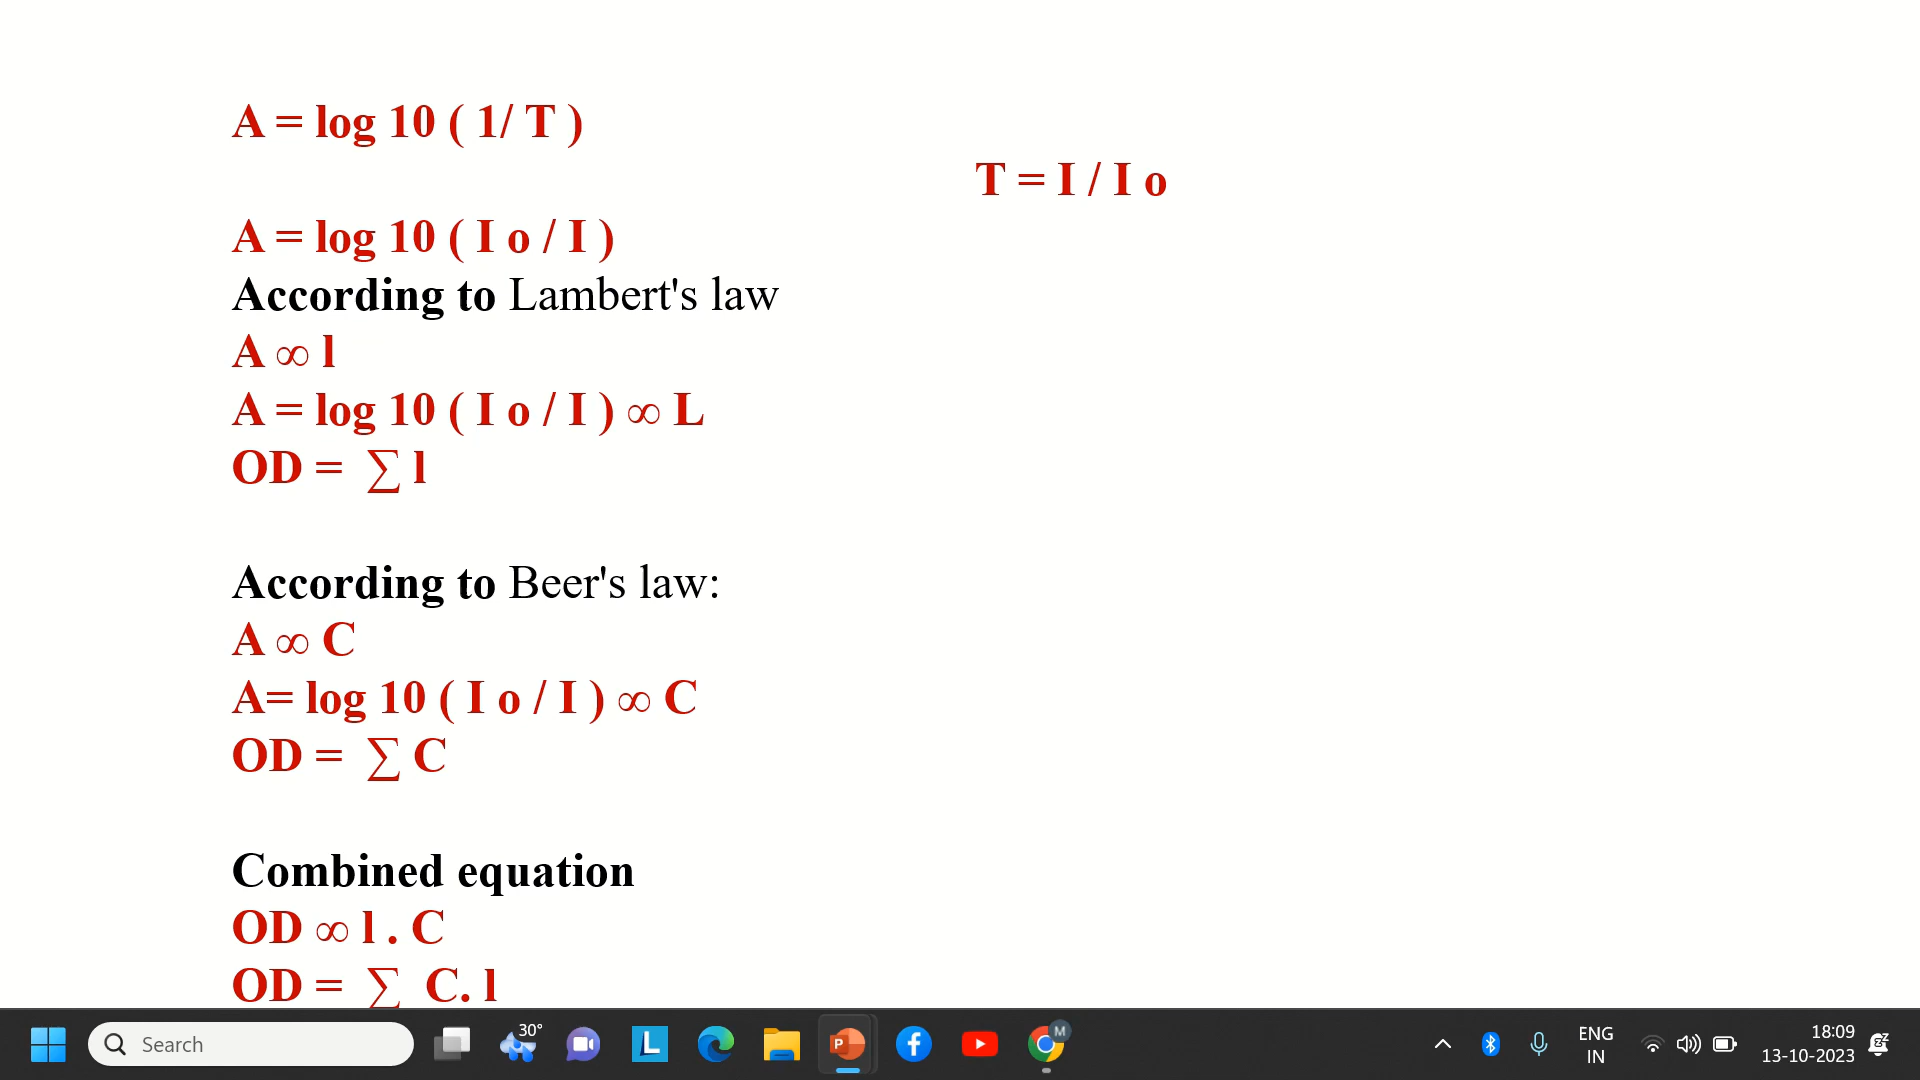 A = log 10 ( 1/ T )
T = I / I o
A = log 10 ( I o / I )
According to Lambert's law
A ∞ l
A = log 10 ( I o / I ) ∞ L
OD = ∑ l
According to Beer's law:
A ∞ C
A= log 10 ( I o / I ) ∞ C
OD = ∑ C
Combined equation
OD ∞ l . C
OD = ∑ C. l
Search
30°
L
P
M
ENG
IN
18:09
13-10-2023